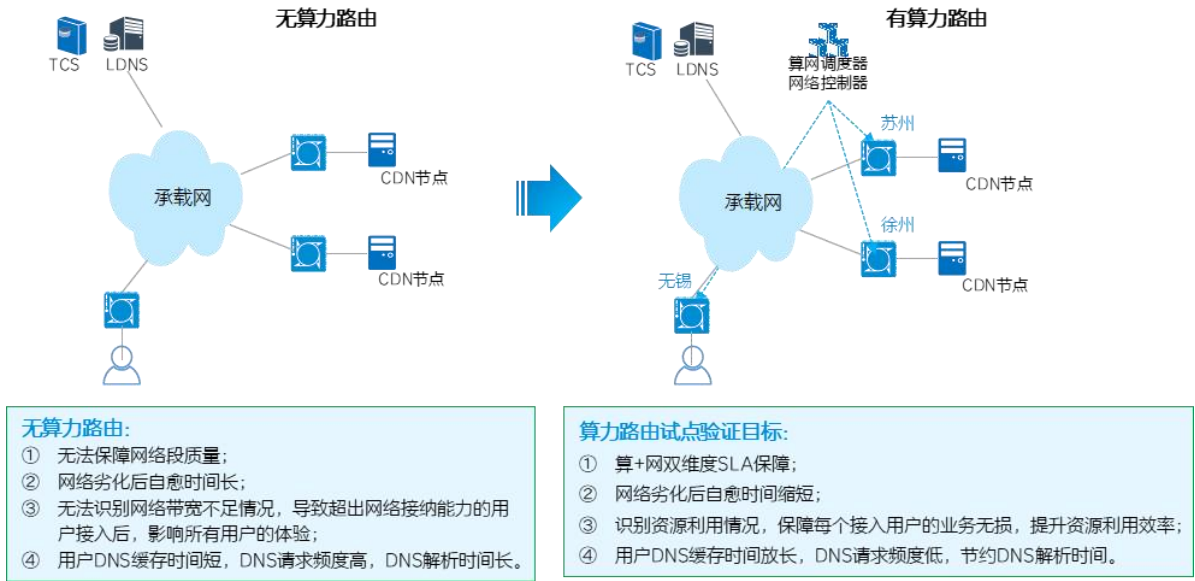 无算力路由
TCS
LDNS
承载网
CDN节点
CDN节点
有算力路由
TCS
LDNS
算网调度器
网络控制器
苏州
承载网
CDN节点
徐州
CDN节点
无锡
无算力路由:
① 无法保障网络段质量;
② 网络劣化后自愈时间长;
③ 无法识别网络带宽不足情况，导致超出网络接纳能力的用
户接入后，影响所有用户的体验;
④ 用户DNS缓存时间短，DNS请求频度高，DNS解析时间长。
算力路由试点验证目标:
① 算+网双维度SLA保障;
② 网络劣化后自愈时间缩短;
③ 识别资源利用情况，保障每个接入用户的业务无损，提升资源利用效率;
④ 用户DNS缓存时间放长，DNS请求频度低，节约DNS解析时间。